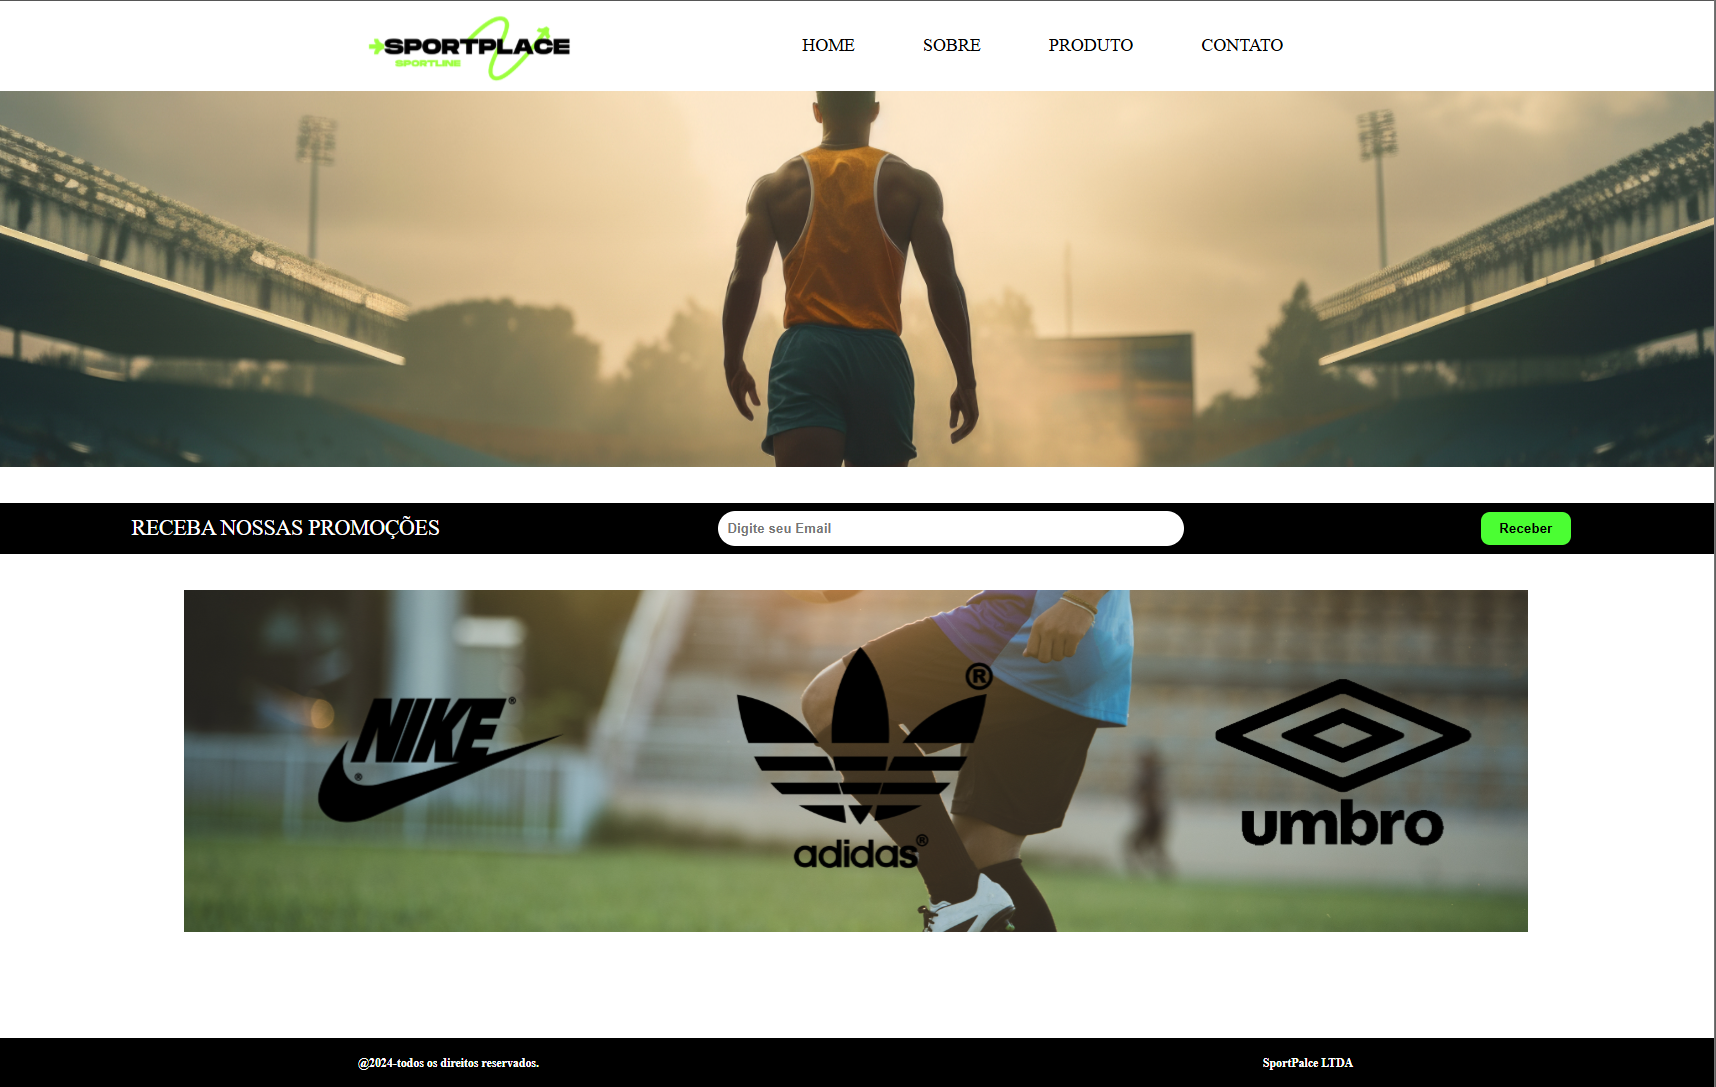 SPORTPLACE
SPORTLINE
HOME SOBRE PRODUTO CONTATO
RECEBA NOSSAS PROMOÇÕES
Digite seu Email
Receber
NIKE ® ®
® adidas ®
umbro
@2024-todos os direitos reservados.
SportPalce LTDA